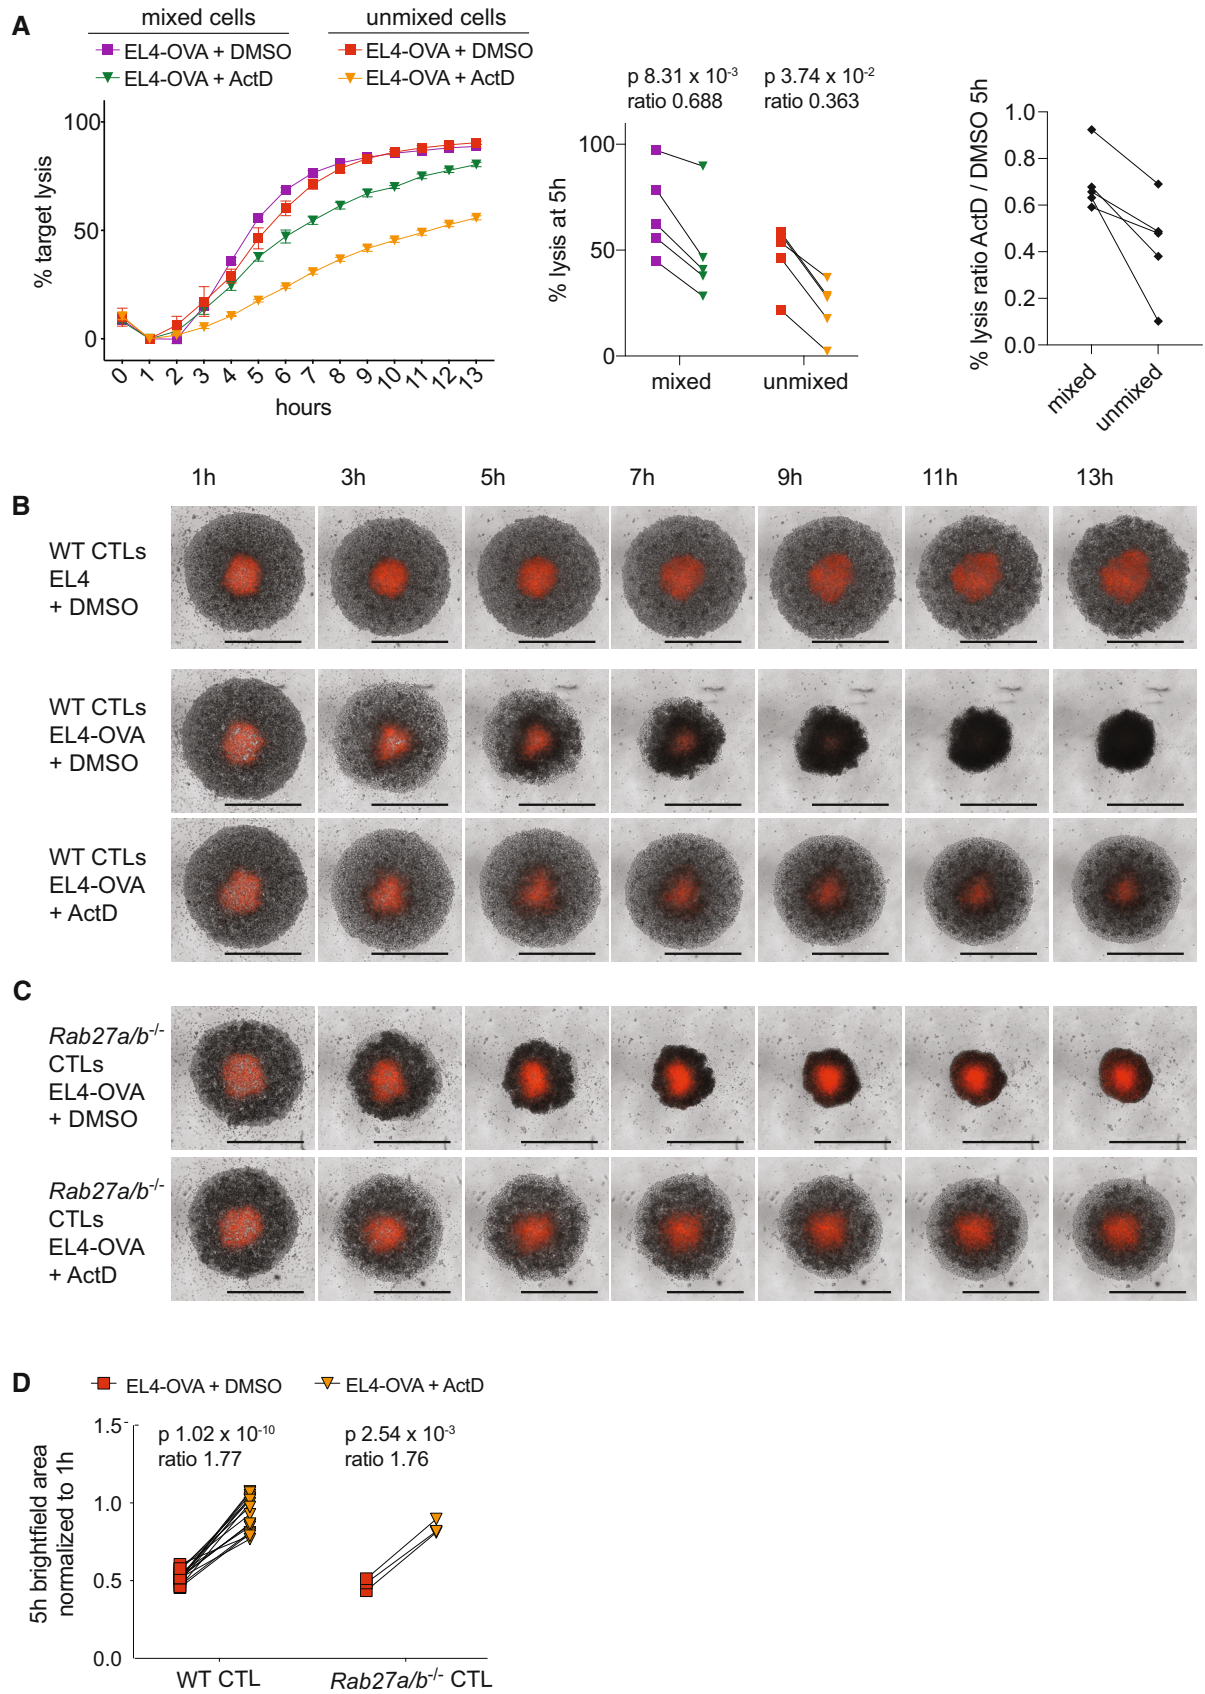 A
mixed cells
unmixed cells
EL4-OVA + DMSO
EL4-OVA + DMSO
EL4-OVA + ActD
EL4-OVA + ActD
% target lysis
100
50
0
0 1 2 3 4 5 6 7 8 9 10 11 12 13
hours
p 8.31 x 10⁻³
ratio 0.688
p 3.74 x 10⁻²
ratio 0.363
% lysis at 5h
100
50
0
mixed
unmixed
% lysis ratio ActD / DMSO 5h
1.0
0.8
0.6
0.4
0.2
0.0
mixed
unmixed
1h 3h 5h 7h 9h 11h 13h
B
WT CTLs
EL4
+ DMSO
WT CTLs
EL4-OVA
+ DMSO
WT CTLs
EL4-OVA
+ ActD
C
Rab27a/b⁻/⁻
CTLs
EL4-OVA
+ DMSO
Rab27a/b⁻/⁻
CTLs
EL4-OVA
+ ActD
D
EL4-OVA + DMSO
EL4-OVA + ActD
5h brightfield area
normalized to 1h
1.5
1.0
0.5
0.0
p 1.02 x 10⁻¹⁰
ratio 1.77
p 2.54 x 10⁻³
ratio 1.76
WT CTL
Rab27a/b⁻/⁻ CTL